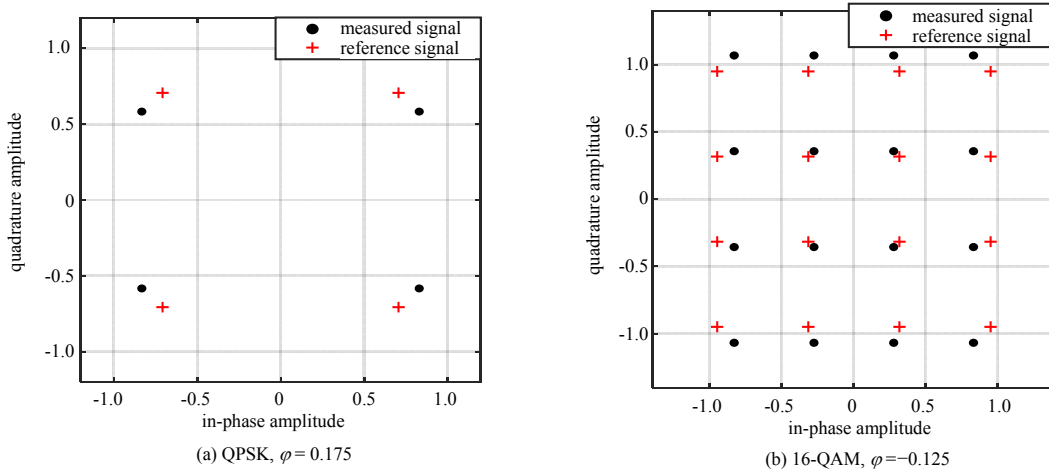 measured signal
reference signal
1.0
0.5
0
-0.5
-1.0
quadrature amplitude
-1.0
-0.5
0
0.5
1.0
in-phase amplitude
(a) QPSK, φ = 0.175
measured signal
reference signal
1.0
0.5
0
-0.5
-1.0
quadrature amplitude
-1.0
-0.5
0
0.5
1.0
in-phase amplitude
(b) 16-QAM, φ =−0.125